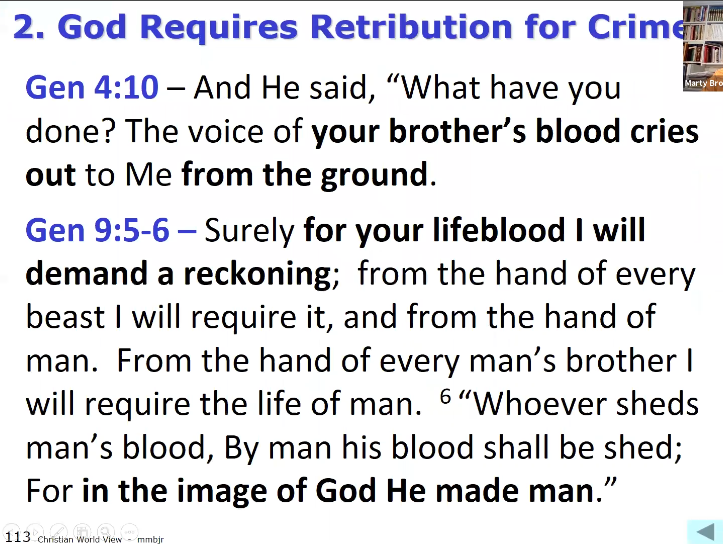 2. God Requires Retribution for Crime
Marty Bro
Gen 4:10 – And He said, “What have you
done? The voice of your brother’s blood cries
out to Me from the ground.
Gen 9:5-6 – Surely for your lifeblood I will
demand a reckoning;  from the hand of every
beast I will require it, and from the hand of
man.  From the hand of every man’s brother I
will require the life of man.  6 “Whoever sheds
man’s blood, By man his blood shall be shed;
For in the image of God He made man.”
113 Christian World View - mmbjr